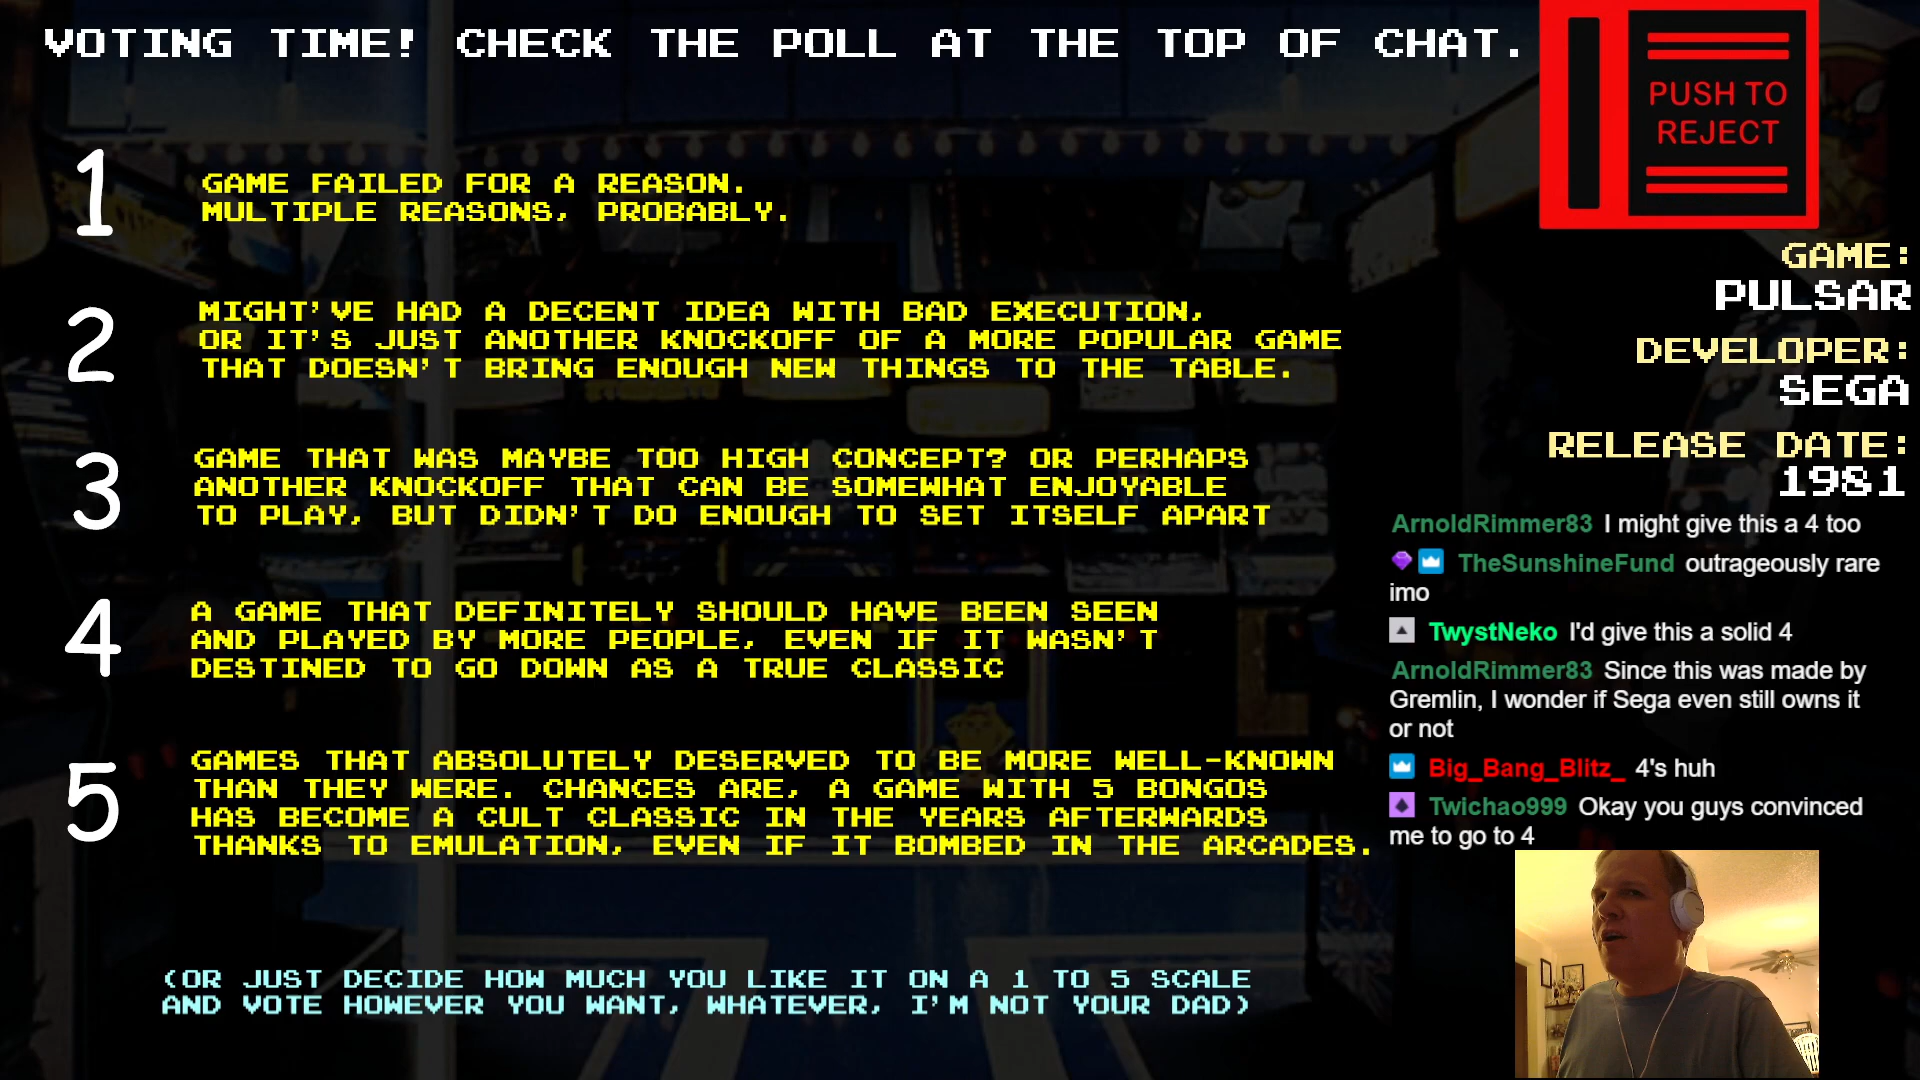 VOTING TIME! CHECK THE POLL AT THE TOP OF CHAT.
PUSH TO
REJECT
1
GAME FAILED FOR A REASON.
MULTIPLE REASONS, PROBABLY.
2
MIGHT'VE HAD A DECENT IDEA WITH BAD EXECUTION,
OR IT'S JUST ANOTHER KNOCKOFF OF A MORE POPULAR GAME
THAT DOESN'T BRING ENOUGH NEW THINGS TO THE TABLE.
3
GAME THAT WAS MAYBE TOO HIGH CONCEPT? OR PERHAPS
ANOTHER KNOCKOFF THAT CAN BE SOMEWHAT ENJOYABLE
TO PLAY, BUT DIDN'T DO ENOUGH TO SET ITSELF APART
4
A GAME THAT DEFINITELY SHOULD HAVE BEEN SEEN
AND PLAYED BY MORE PEOPLE, EVEN IF IT WASN'T
DESTINED TO GO DOWN AS A TRUE CLASSIC
5
GAMES THAT ABSOLUTELY DESERVED TO BE MORE WELL-KNOWN
THAN THEY WERE. CHANCES ARE, A GAME WITH 5 BONGOS
HAS BECOME A CULT CLASSIC IN THE YEARS AFTERWARDS
THANKS TO EMULATION, EVEN IF IT BOMBED IN THE ARCADES.
(OR JUST DECIDE HOW MUCH YOU LIKE IT ON A 1 TO 5 SCALE
AND VOTE HOWEVER YOU WANT, WHATEVER, I'M NOT YOUR DAD)
GAME:
PULSAR
DEVELOPER:
SEGA
RELEASE DATE:
1981
ArnoldRimmer83 I might give this a 4 too
TheSunshineFund outrageously rare
imo
TwystNeko I'd give this a solid 4
ArnoldRimmer83 Since this was made by
Gremlin, I wonder if Sega even still owns it
or not
Big_Bang_Blitz_ 4's huh
Twichao999 Okay you guys convinced
me to go to 4